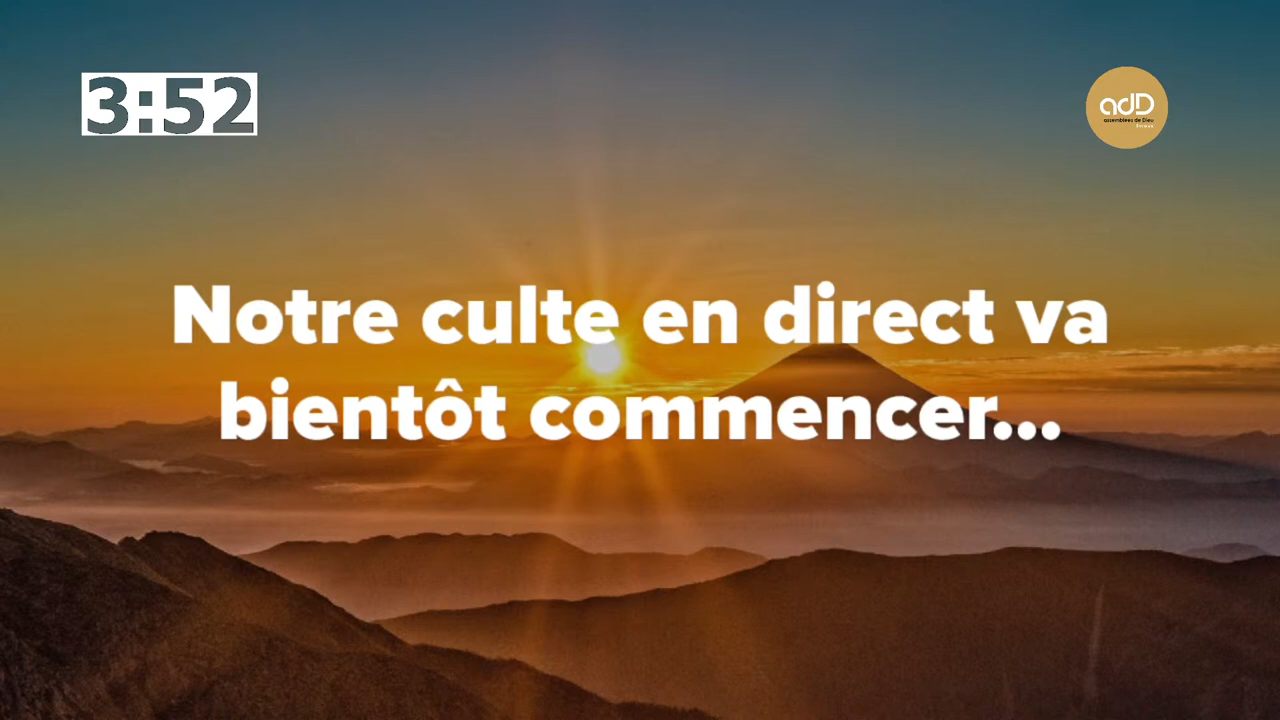 3:52
adD
assemblées de Dieu
Notre culte en direct va
bientôt commencer...